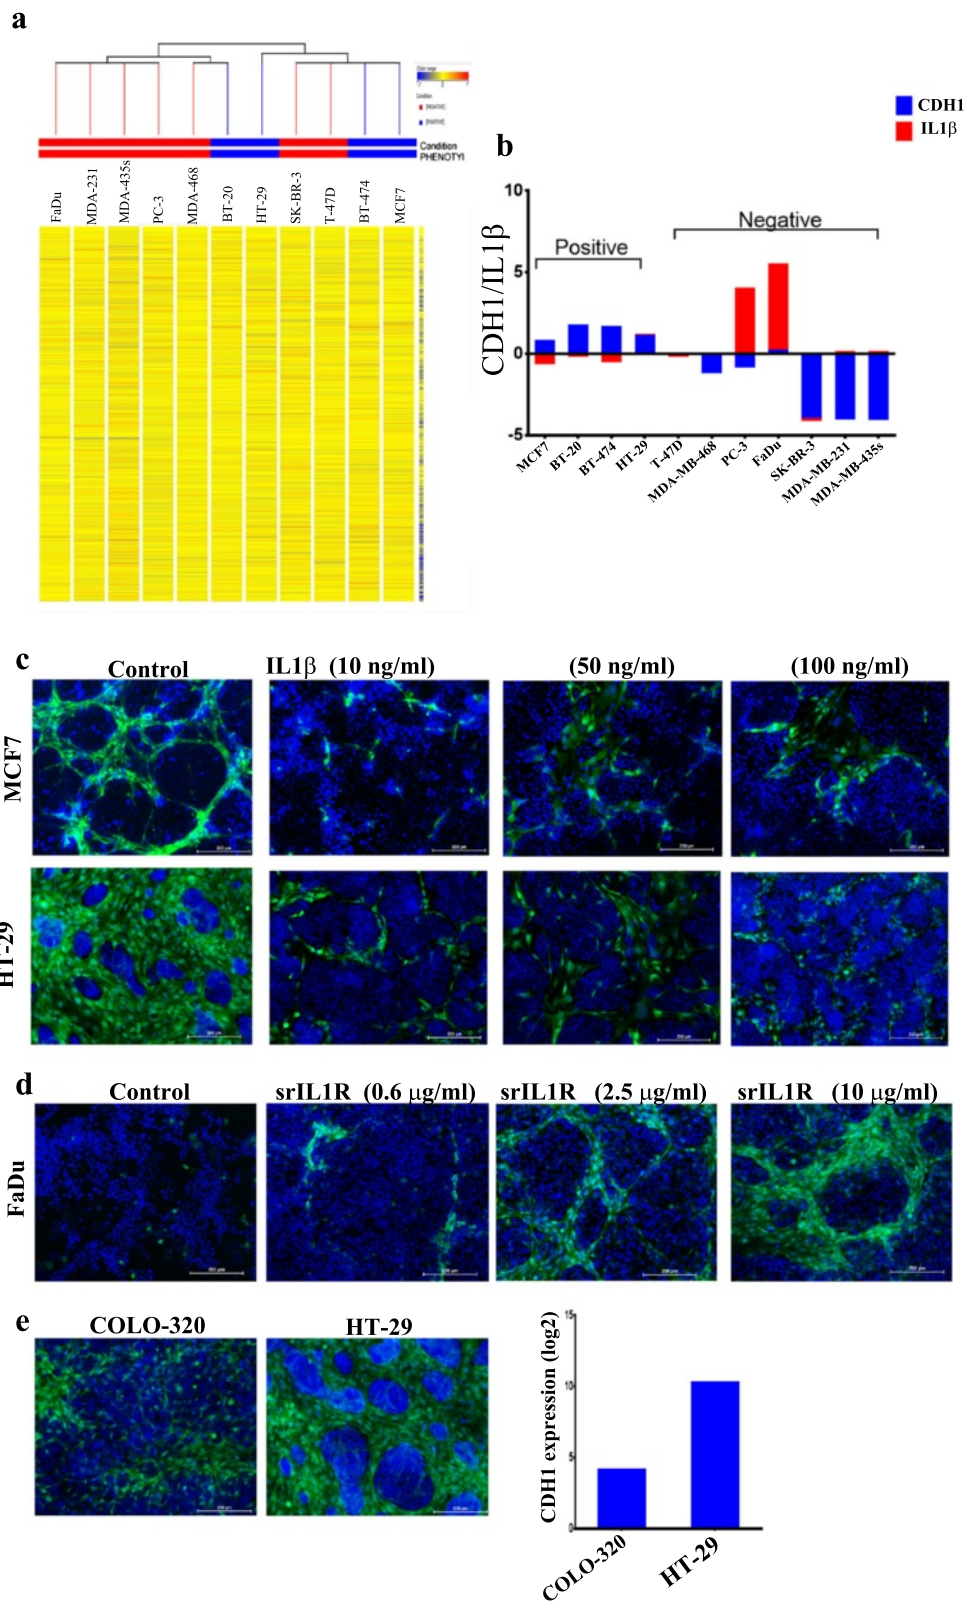 a
Condition
PHENOTYI
FaDu
MDA-231
MDA-435s
PC-3
MDA-468
BT-20
HT-29
SK-BR-3
T-47D
BT-474
MCF7
b
CDH1
IL1β
CDH1/IL1β
10
5
0
-5
Positive
Negative
MCF7
BT-20
BT-474
HT-29
T-47D
MDA-MB-468
PC-3
FaDu
SK-BR-3
MDA-MB-231
MDA-MB-435s
c
Control
IL1β (10 ng/ml)
(50 ng/ml)
(100 ng/ml)
MCF7
HT-29
d
Control
srIL1R (0.6 µg/ml)
srIL1R (2.5 µg/ml)
srIL1R (10 µg/ml)
FaDu
e
COLO-320
HT-29
CDH1 expression (log2)
15
10
5
0
COLO-320
HT-29